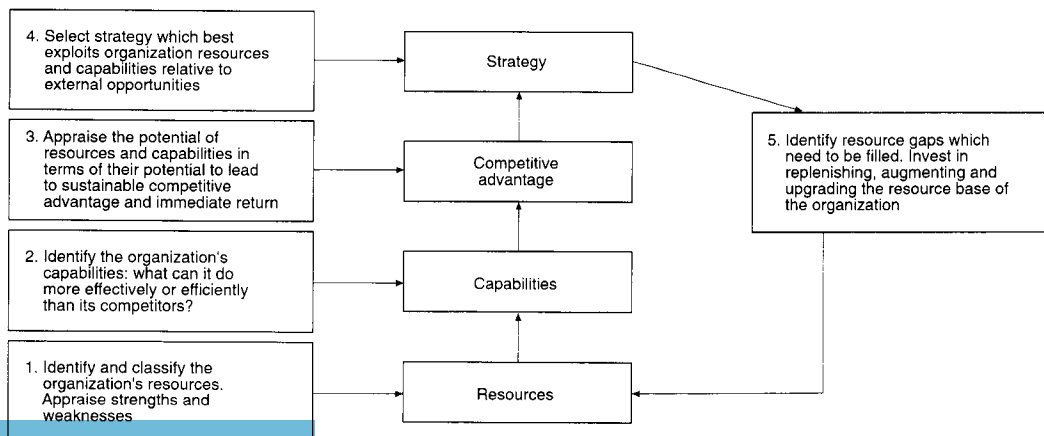 4. Select strategy which best
exploits organization resources
and capabilities relative to
external opportunities
Strategy
3. Appraise the potential of
resources and capabilities in
terms of their potential to lead
to sustainable competitive
advantage and immediate return
Competitive
advantage
5. Identify resource gaps which
need to be filled. Invest in
replenishing, augmenting and
upgrading the resource base of
the organization
2. Identify the organization's
capabilities: what can it do
more effectively or efficiently
than its competitors?
Capabilities
1. Identify and classify the
organization's resources.
Appraise strengths and
weaknesses
Resources